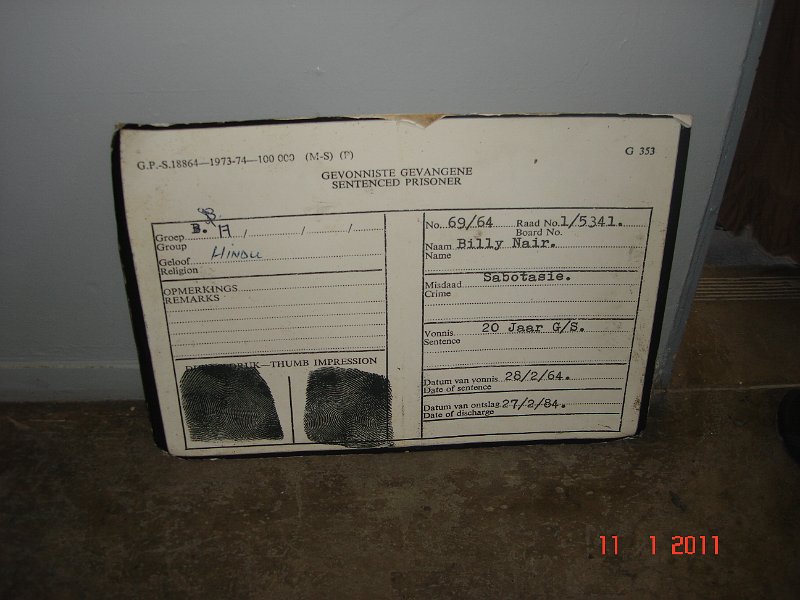 G.P.-S.18864—1973-74—100 000 (M-S) (P)
G 353
GEVONNISTE GEVANGENE
SENTENCED PRISONER
B.
Groep
Group
Geloof HINDU
Religion
OPMERKINGS
REMARKS
—THUMB IMPRESSION
No. 69/64 Raad No. 1/5341.
Board No.
Naam Billy Nair.
Name
Misdaad Sabotasie.
Crime
Vonnis 20 Jaar G/S.
Sentence
Datum van vonnis 28/2/64.
Date of sentence
Datum van ontslag 27/2/84.
Date of discharge
11 1 2011